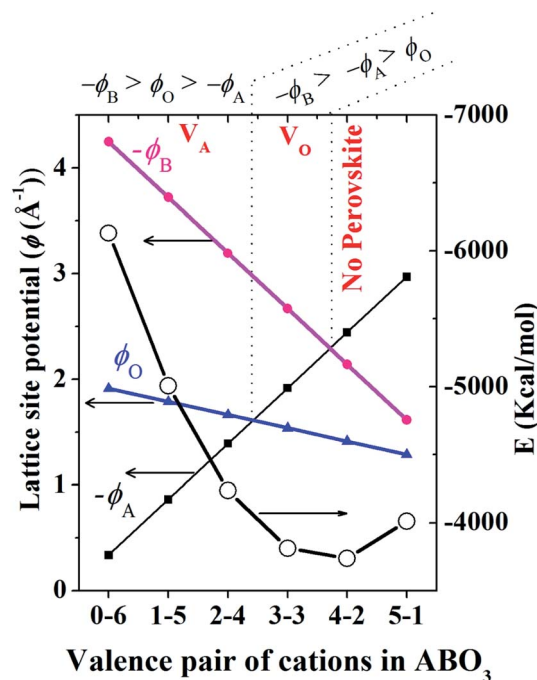 -ϕB > ϕO > -ϕA
-ϕB > -ϕA > ϕO
-7000
-6000
-5000
-4000
E (Kcal/mol)
4
3
2
1
0
Lattice site potential (ϕ (Å⁻¹)
VA
VO
No Perovskite
-ϕB
ϕO
-ϕA
0-6 1-5 2-4 3-3 4-2 5-1
Valence pair of cations in ABO₃